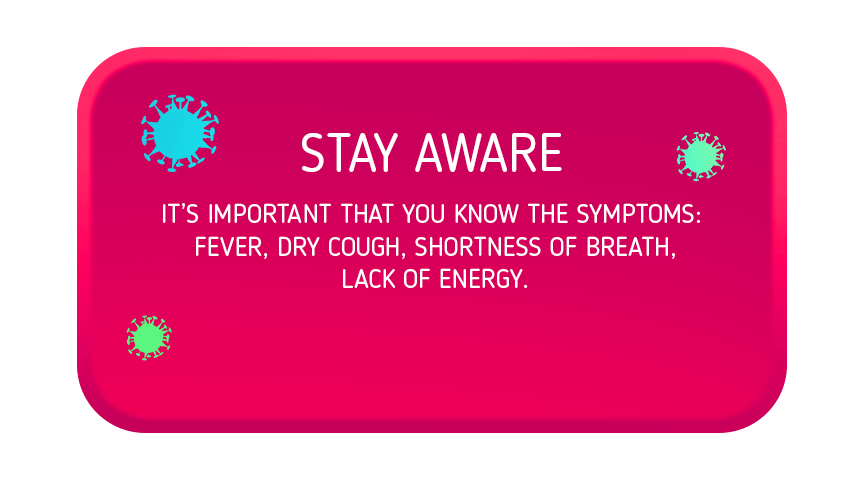 STAY AWARE
IT'S IMPORTANT THAT YOU KNOW THE SYMPTOMS:
FEVER, DRY COUGH, SHORTNESS OF BREATH,
LACK OF ENERGY.